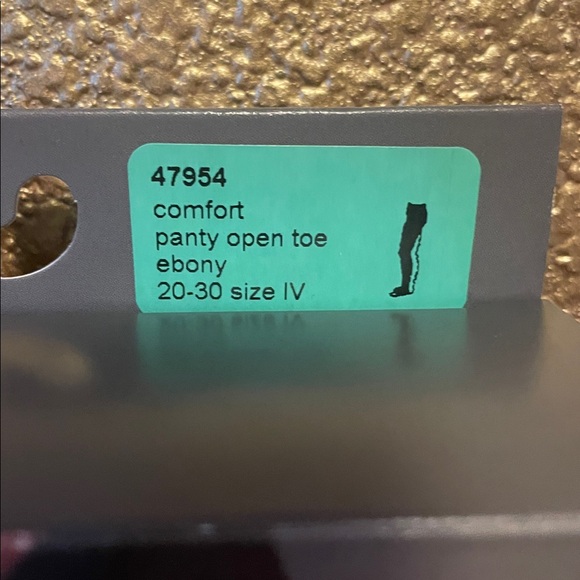 47954
comfort
panty open toe
ebony
20-30 size IV